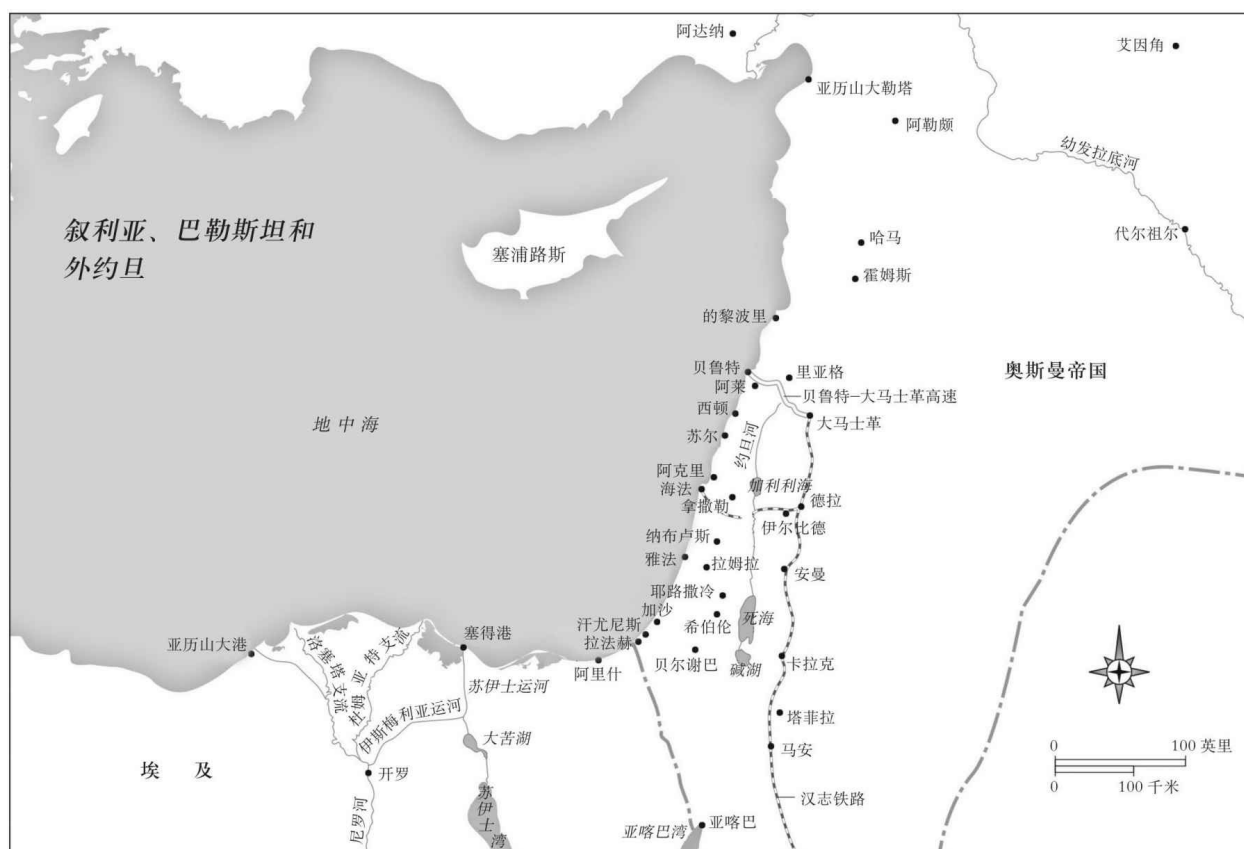 阿达纳
艾因角
亚历山大勒塔
阿勒颇
幼发拉底河
叙利亚、巴勒斯坦和
外约旦
塞浦路斯
哈马
代尔祖尔
霍姆斯
的黎波里
贝鲁特
里亚格
奥斯曼帝国
阿莱
贝鲁特–大马士革高速
西顿
大马士革
地中海
苏尔
约旦河
阿克里
加利利海
海法
拿撒勒
德拉
伊尔比德
纳布卢斯
雅法
拉姆拉
安曼
耶路撒冷
加沙
死海
希伯伦
汗尤尼斯
拉法赫
塞得港
亚历山大港
洛塞塔支流
杜姆亚特支流
贝尔谢巴
碱湖
卡拉克
阿里什
苏伊士运河
伊斯梅利亚运河
塔菲拉
大苦湖
马安
0 100 英里
0 100 千米
埃及
开罗
汉志铁路
苏伊士湾
尼罗河
亚喀巴湾
亚喀巴